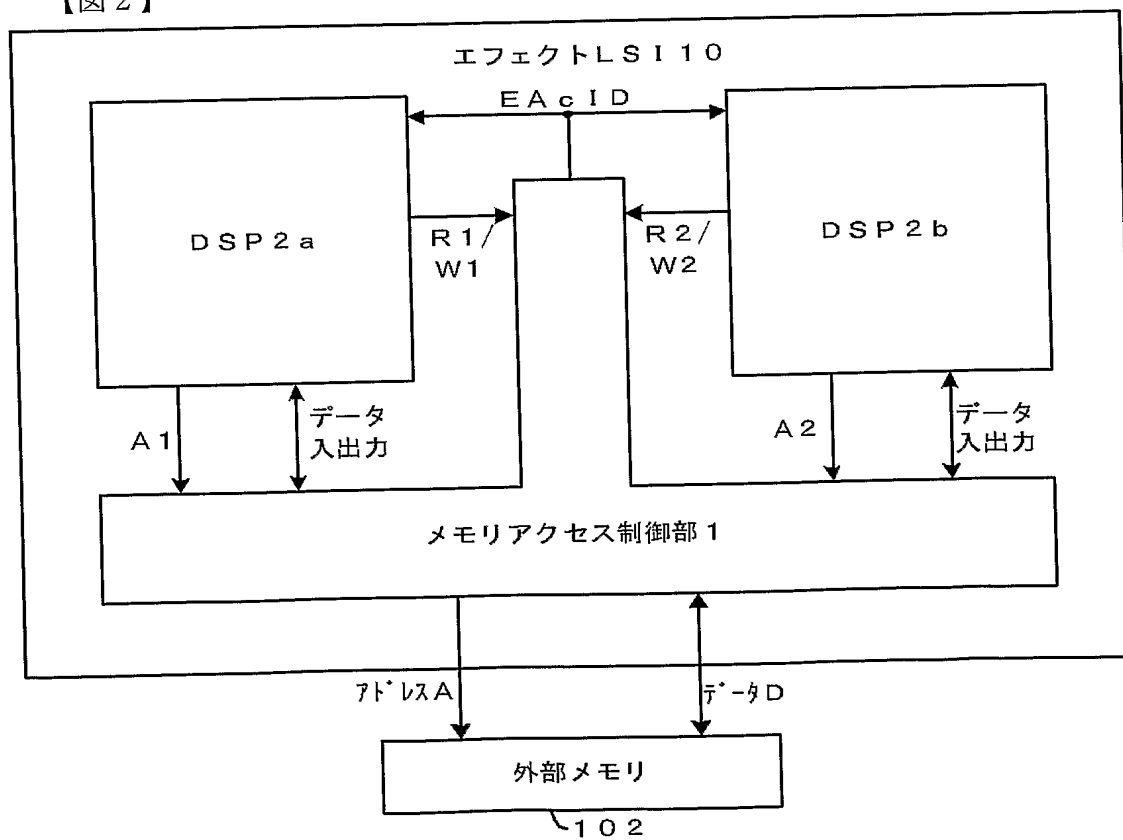 【図2】
エフェクトLSI10
EAcID
DSP2a
R1/
W1
R2/
W2
DSP2b
A1
データ
入出力
A2
データ
入出力
メモリアクセス制御部1
アドレスA
データD
外部メモリ
102